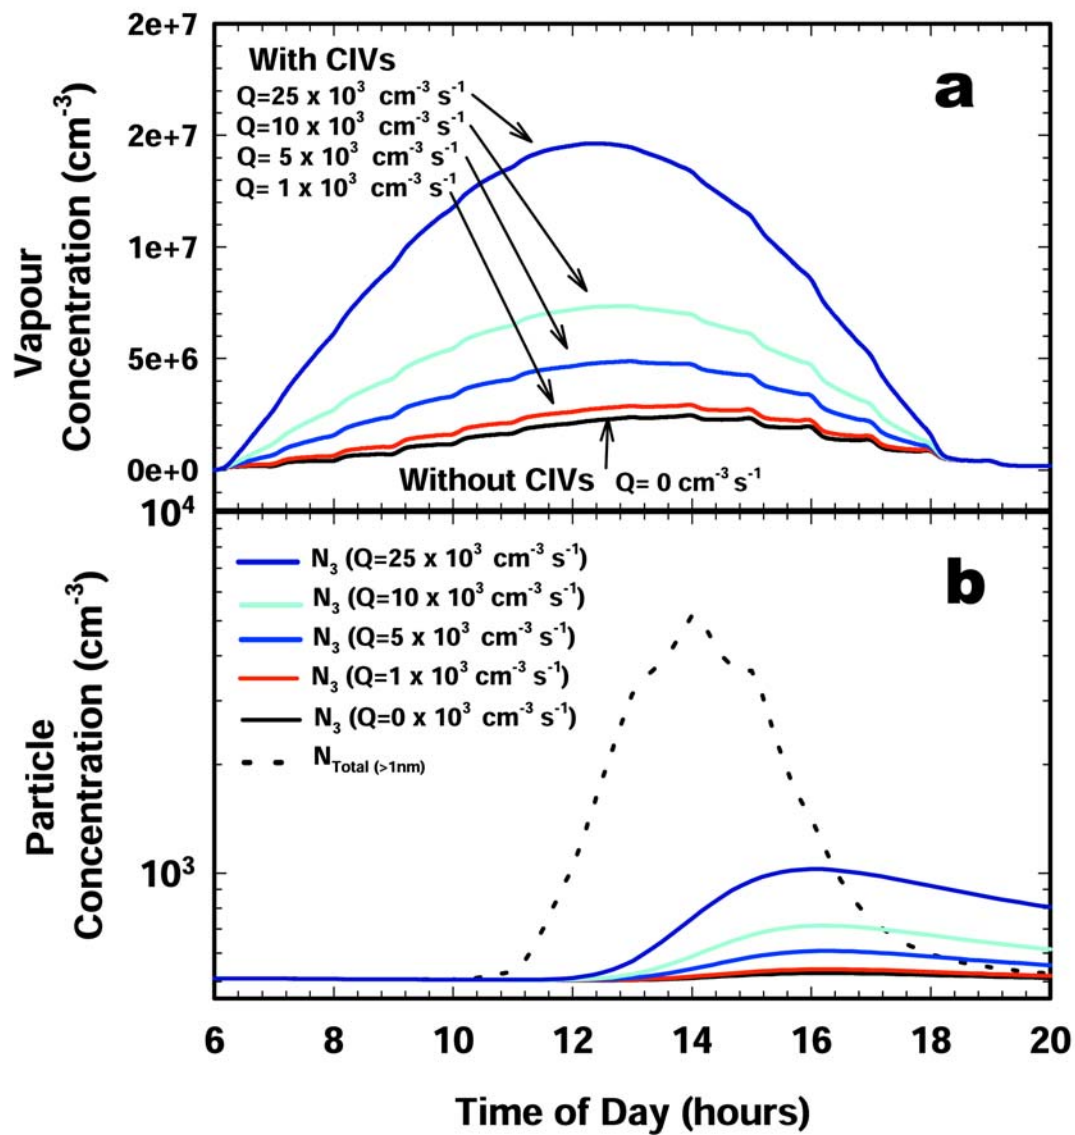 2e+7
With CIVs
a
Q=25 x 10³ cm⁻³ s⁻¹
Q=10 x 10³ cm⁻³ s⁻¹
2e+7
Q= 5 x 10³ cm⁻³ s⁻¹
Q= 1 x 10³ cm⁻³ s⁻¹
1e+7
Vapour
Concentration (cm⁻³)
5e+6
0e+0
Without CIVs Q= 0 cm⁻³ s⁻¹
10⁴
b
N₃ (Q=25 x 10³ cm⁻³ s⁻¹)
N₃ (Q=10 x 10³ cm⁻³ s⁻¹)
N₃ (Q=5 x 10³ cm⁻³ s⁻¹)
N₃ (Q=1 x 10³ cm⁻³ s⁻¹)
N₃ (Q=0 x 10³ cm⁻³ s⁻¹)
N Total (>1nm)
Particle
Concentration (cm⁻³)
10³
6 8 10 12 14 16 18 20
Time of Day (hours)